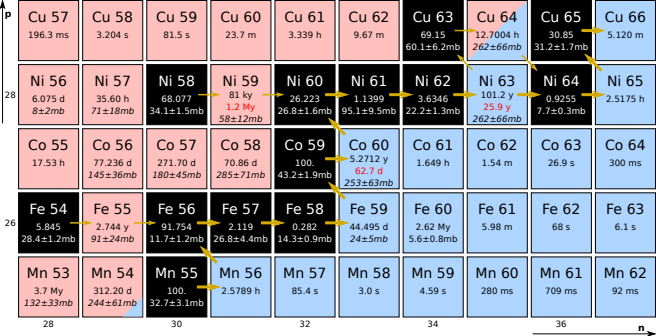 p
Cu 57 Cu 58 Cu 59 Cu 60 Cu 61 Cu 62 Cu 63 Cu 64 Cu 65 Cu 66
196.3 ms 3.204 s 81.5 s 23.7 m 3.339 h 9.67 m 69.15 12.7004 h 30.85 5.120 m
60.1±6.2mb 262±66mb 31.2±1.7mb
28
Ni 56 Ni 57 Ni 58 Ni 59 Ni 60 Ni 61 Ni 62 Ni 63 Ni 64 Ni 65
6.075 d 35.60 h 68.077 81 ky 26.223 1.1399 3.6346 101.2 y 0.9255 2.5175 h
8±2mb 71±18mb 34.1±1.5mb 1.2 My 26.8±1.6mb 95.1±9.5mb 22.2±1.3mb 25.9 y 7.7±0.3mb
58±12mb 262±66mb
Co 55 Co 56 Co 57 Co 58 Co 59 Co 60 Co 61 Co 62 Co 63 Co 64
17.53 h 77.236 d 271.70 d 70.86 d 100. 5.2712 y 1.649 h 1.54 m 26.9 s 300 ms
145±36mb 180±45mb 285±71mb 43.2±1.9mb 62.7 d
253±63mb
26
Fe 54 Fe 55 Fe 56 Fe 57 Fe 58 Fe 59 Fe 60 Fe 61 Fe 62 Fe 63
5.845 2.744 y 91.754 2.119 0.282 44.495 d 2.62 My 5.98 m 68 s 6.1 s
28.4±1.2mb 91±24mb 11.7±1.2mb 26.8±4.4mb 14.3±0.9mb 24±5mb 5.6±0.8mb
Mn 53 Mn 54 Mn 55 Mn 56 Mn 57 Mn 58 Mn 59 Mn 60 Mn 61 Mn 62
3.7 My 312.20 d 100. 2.5789 h 85.4 s 3.0 s 4.59 s 280 ms 709 ms 92 ms
132±33mb 244±61mb 32.7±3.1mb
28 30 32 34 36 n